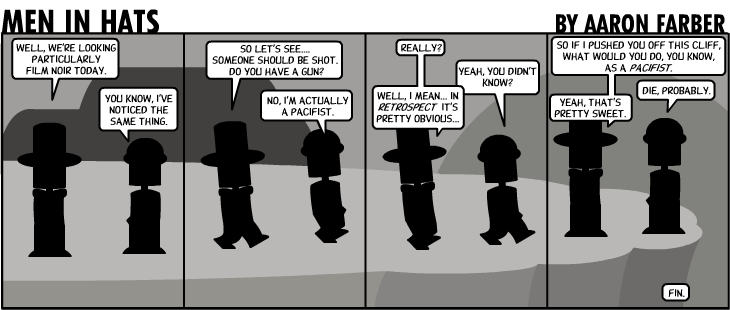 MEN IN HATS
BY AARON FARBER
WELL, WE'RE LOOKING
PARTICULARLY
FILM NOIR TODAY.
YOU KNOW, I'VE
NOTICED THE
SAME THING.
SO LET'S SEE....
SOMEONE SHOULD BE SHOT.
DO YOU HAVE A GUN?
NO, I'M ACTUALLY
A PACIFIST.
REALLY?
YEAH, YOU DIDN'T
KNOW?
WELL, I MEAN... IN
RETROSPECT IT'S
PRETTY OBVIOUS...
SO IF I PUSHED YOU OFF THIS CLIFF,
WHAT WOULD YOU DO, YOU KNOW,
AS A PACIFIST.
DIE, PROBABLY.
YEAH, THAT'S
PRETTY SWEET.
FIN.